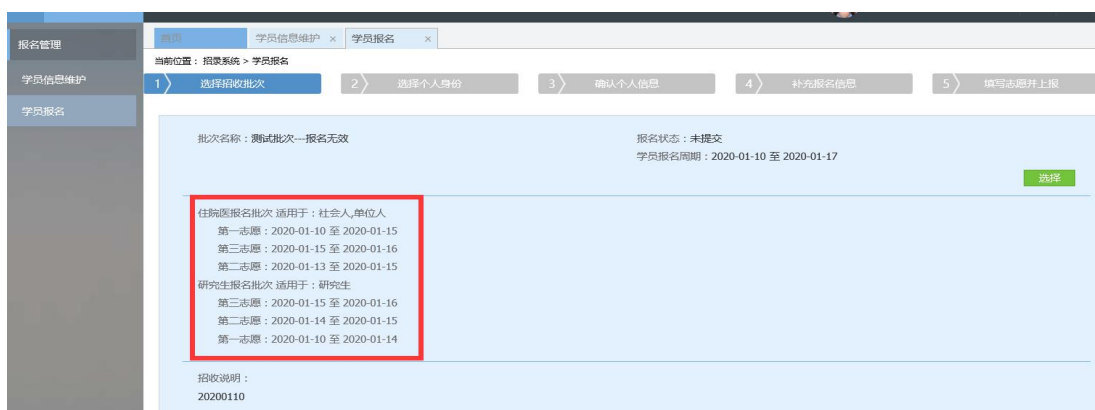 报名管理
学员信息维护
学员报名
首页 学员信息维护 × 学员报名 ×
当前位置：招录系统 > 学员报名
1 选择招收批次 2 选择个人身份 3 确认个人信息 4 补充报名信息 5 填写志愿并上报
批次名称：测试批次---报名无效 报名状态：未提交
学员报名周期：2020-01-10 至 2020-01-17
选择
住院医报名批次 适用于：社会人,单位人
第一志愿：2020-01-10 至 2020-01-15
第三志愿：2020-01-15 至 2020-01-16
第二志愿：2020-01-13 至 2020-01-15
研究生报名批次 适用于：研究生
第三志愿：2020-01-15 至 2020-01-16
第二志愿：2020-01-14 至 2020-01-15
第一志愿：2020-01-10 至 2020-01-14
招收说明：
20200110